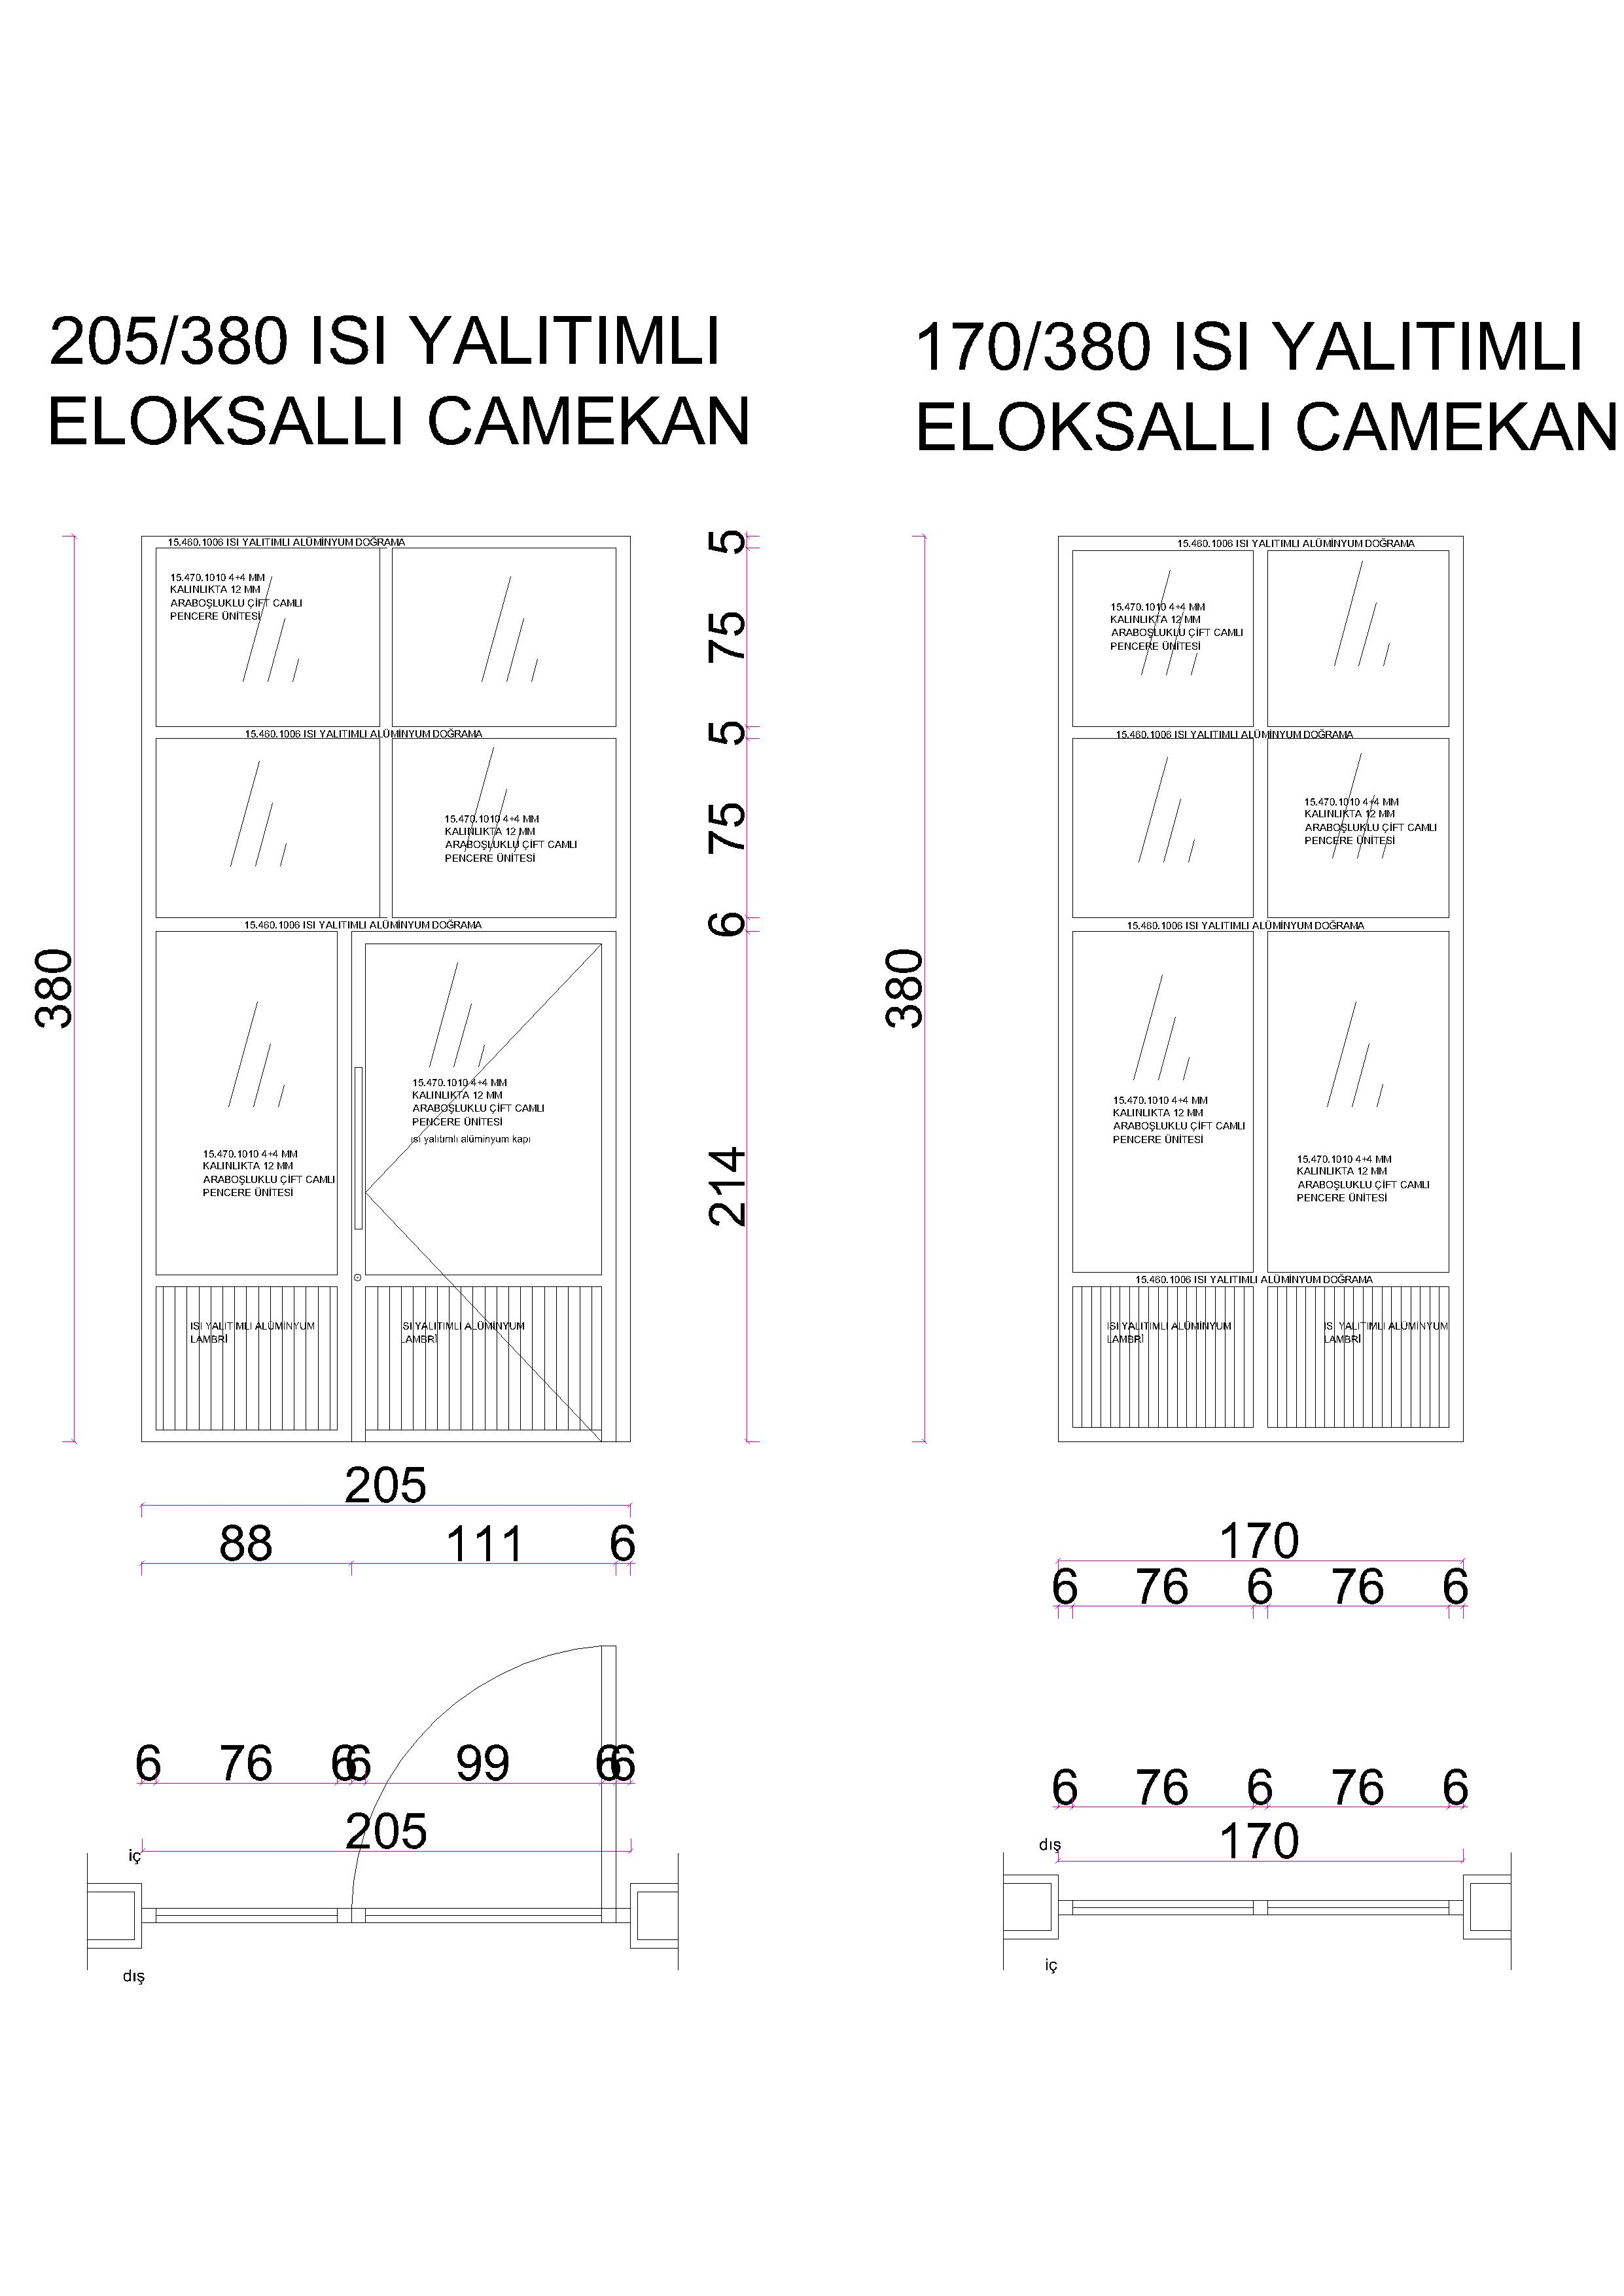 205/380 ISI YALITIMLI
ELOKSALLI CAMEKAN
15.460.1006 ISI YALITIMLI ALÜMİNYUM DOĞRAMA
15.470.1010 4+4 MM
KALINLIKTA 12 MM
ARABOŞLUKLU ÇİFT CAMLI
PENCERE ÜNİTESİ
15.460.1006 ISI YALITIMLI ALÜMİNYUM DOĞRAMA
15.470.1010 4+4 MM
KALINLIKTA 12 MM
ARABOŞLUKLU ÇİFT CAMLI
PENCERE ÜNİTESİ
15.460.1006 ISI YALITIMLI ALÜMİNYUM DOĞRAMA
15.470.1010 4+4 MM
KALINLIKTA 12 MM
ARABOŞLUKLU ÇİFT CAMLI
PENCERE ÜNİTESİ
ısı yalıtımlı alüminyum kapı
15.470.1010 4+4 MM
KALINLIKTA 12 MM
ARABOŞLUKLU ÇİFT CAMLI
PENCERE ÜNİTESİ
ISI YALITIMLI ALÜMİNYUM
LAMBRİ
ISI YALITIMLI ALÜMİNYUM
LAMBRİ
380
5
75
5
75
6
214
205
88 111 6
6 76 6 6 99 6 6
205
iç
dış
170/380 ISI YALITIMLI
ELOKSALLI CAMEKAN
15.460.1006 ISI YALITIMLI ALÜMİNYUM DOĞRAMA
15.470.1010 4+4 MM
KALINLIKTA 12 MM
ARABOŞLUKLU ÇİFT CAMLI
PENCERE ÜNİTESİ
15.460.1006 ISI YALITIMLI ALÜMİNYUM DOĞRAMA
15.470.1010 4+4 MM
KALINLIKTA 12 MM
ARABOŞLUKLU ÇİFT CAMLI
PENCERE ÜNİTESİ
15.460.1006 ISI YALITIMLI ALÜMİNYUM DOĞRAMA
15.470.1010 4+4 MM
KALINLIKTA 12 MM
ARABOŞLUKLU ÇİFT CAMLI
PENCERE ÜNİTESİ
15.470.1010 4+4 MM
KALINLIKTA 12 MM
ARABOŞLUKLU ÇİFT CAMLI
PENCERE ÜNİTESİ
15.460.1006 ISI YALITIMLI ALÜMİNYUM DOĞRAMA
ISI YALITIMLI ALÜMİNYUM
LAMBRİ
ISI YALITIMLI ALÜMİNYUM
LAMBRİ
380
170
6 76 6 76 6
6 76 6 76 6
170
dış
iç